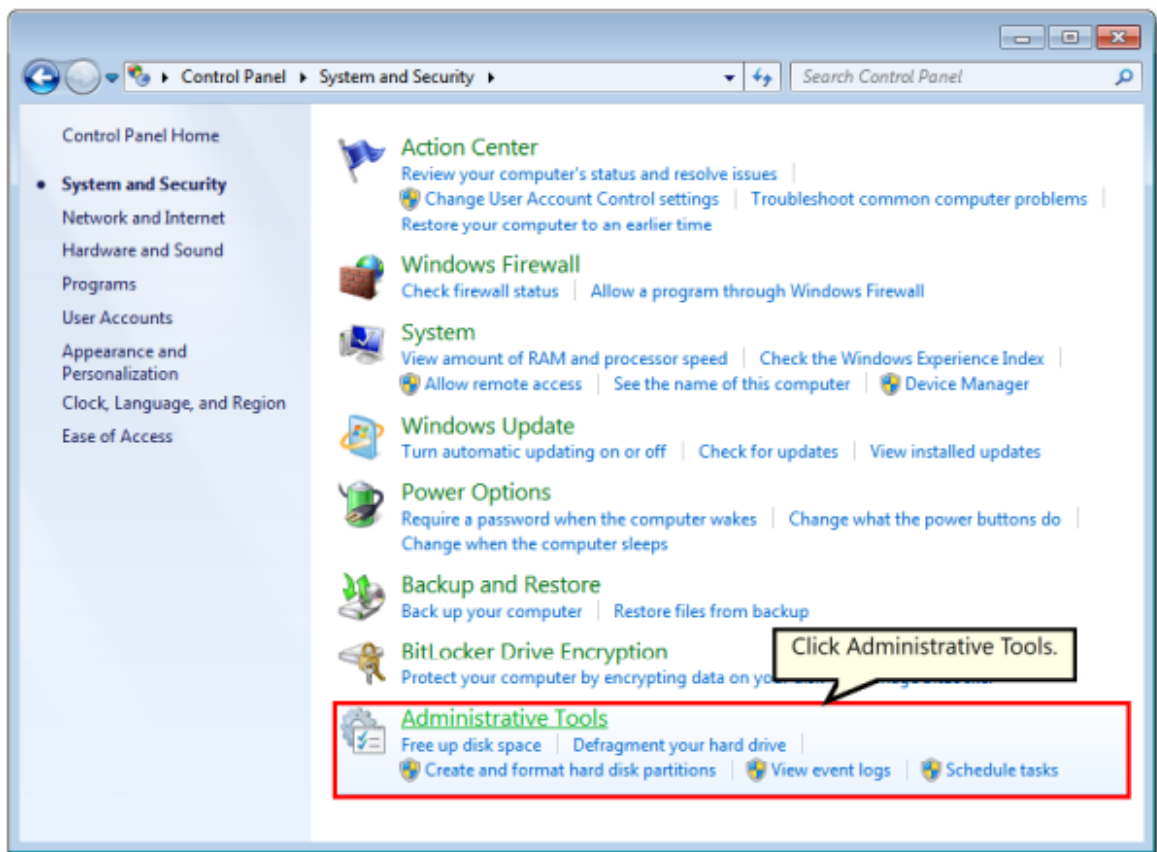 Control Panel System and Security
Search Control Panel
Control Panel Home
System and Security
Network and Internet
Hardware and Sound
Programs
User Accounts
Appearance and
Personalization
Clock, Language, and Region
Ease of Access
Action Center
Review your computer's status and resolve issues
Change User Account Control settings Troubleshoot common computer problems
Restore your computer to an earlier time
Windows Firewall
Check firewall status Allow a program through Windows Firewall
System
View amount of RAM and processor speed Check the Windows Experience Index
Allow remote access See the name of this computer Device Manager
Windows Update
Turn automatic updating on or off Check for updates View installed updates
Power Options
Require a password when the computer wakes Change what the power buttons do
Change when the computer sleeps
Backup and Restore
Back up your computer Restore files from backup
BitLocker Drive Encryption
Protect your computer by encrypting data on
Click Administrative Tools.
Administrative Tools
Free up disk space Defragment your hard drive
Create and format hard disk partitions View event logs Schedule tasks